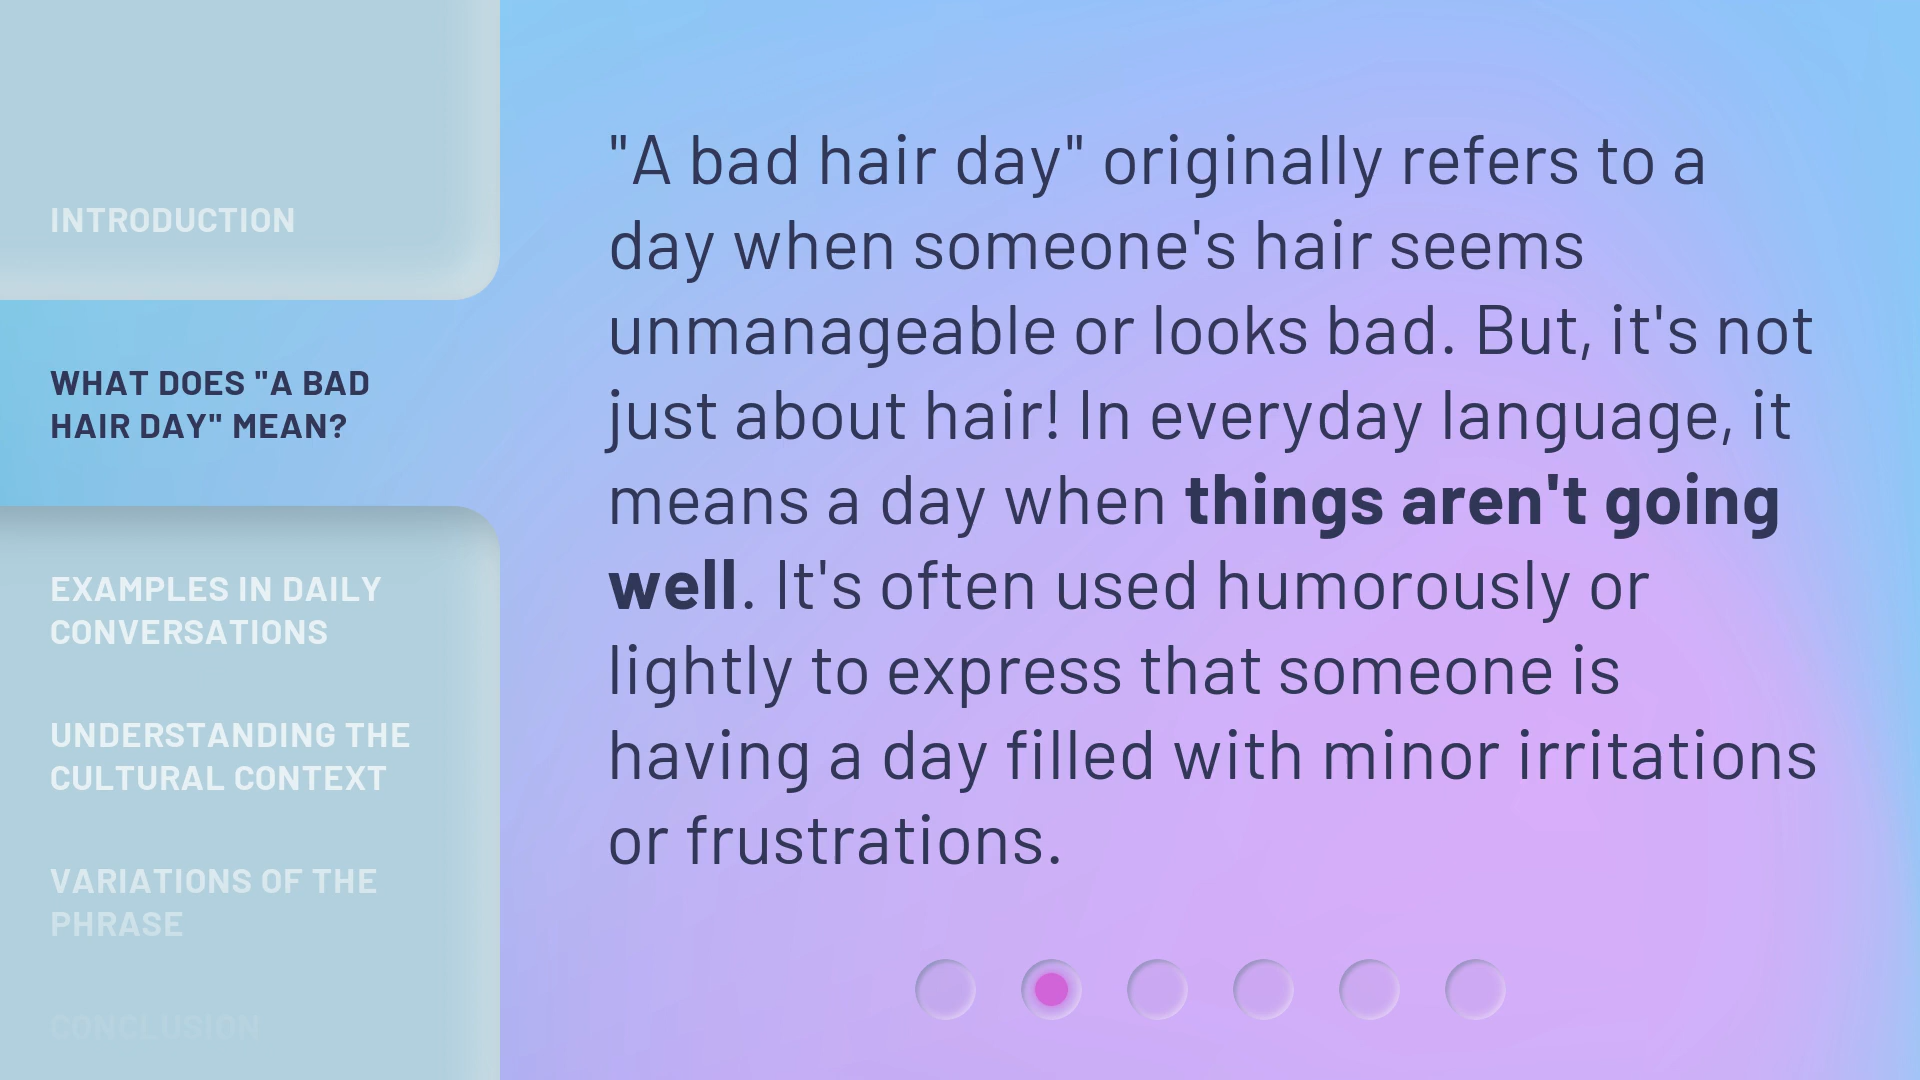 INTRODUCTION
WHAT DOES "A BAD
HAIR DAY" MEAN?
EXAMPLES IN DAILY
CONVERSATIONS
UNDERSTANDING THE
CULTURAL CONTEXT
VARIATIONS OF THE
PHRASE
CONCLUSION
"A bad hair day" originally refers to a
day when someone's hair seems
unmanageable or looks bad. But, it's not
just about hair! In everyday language, it
means a day when things aren't going
well. It's often used humorously or
lightly to express that someone is
having a day filled with minor irritations
or frustrations.